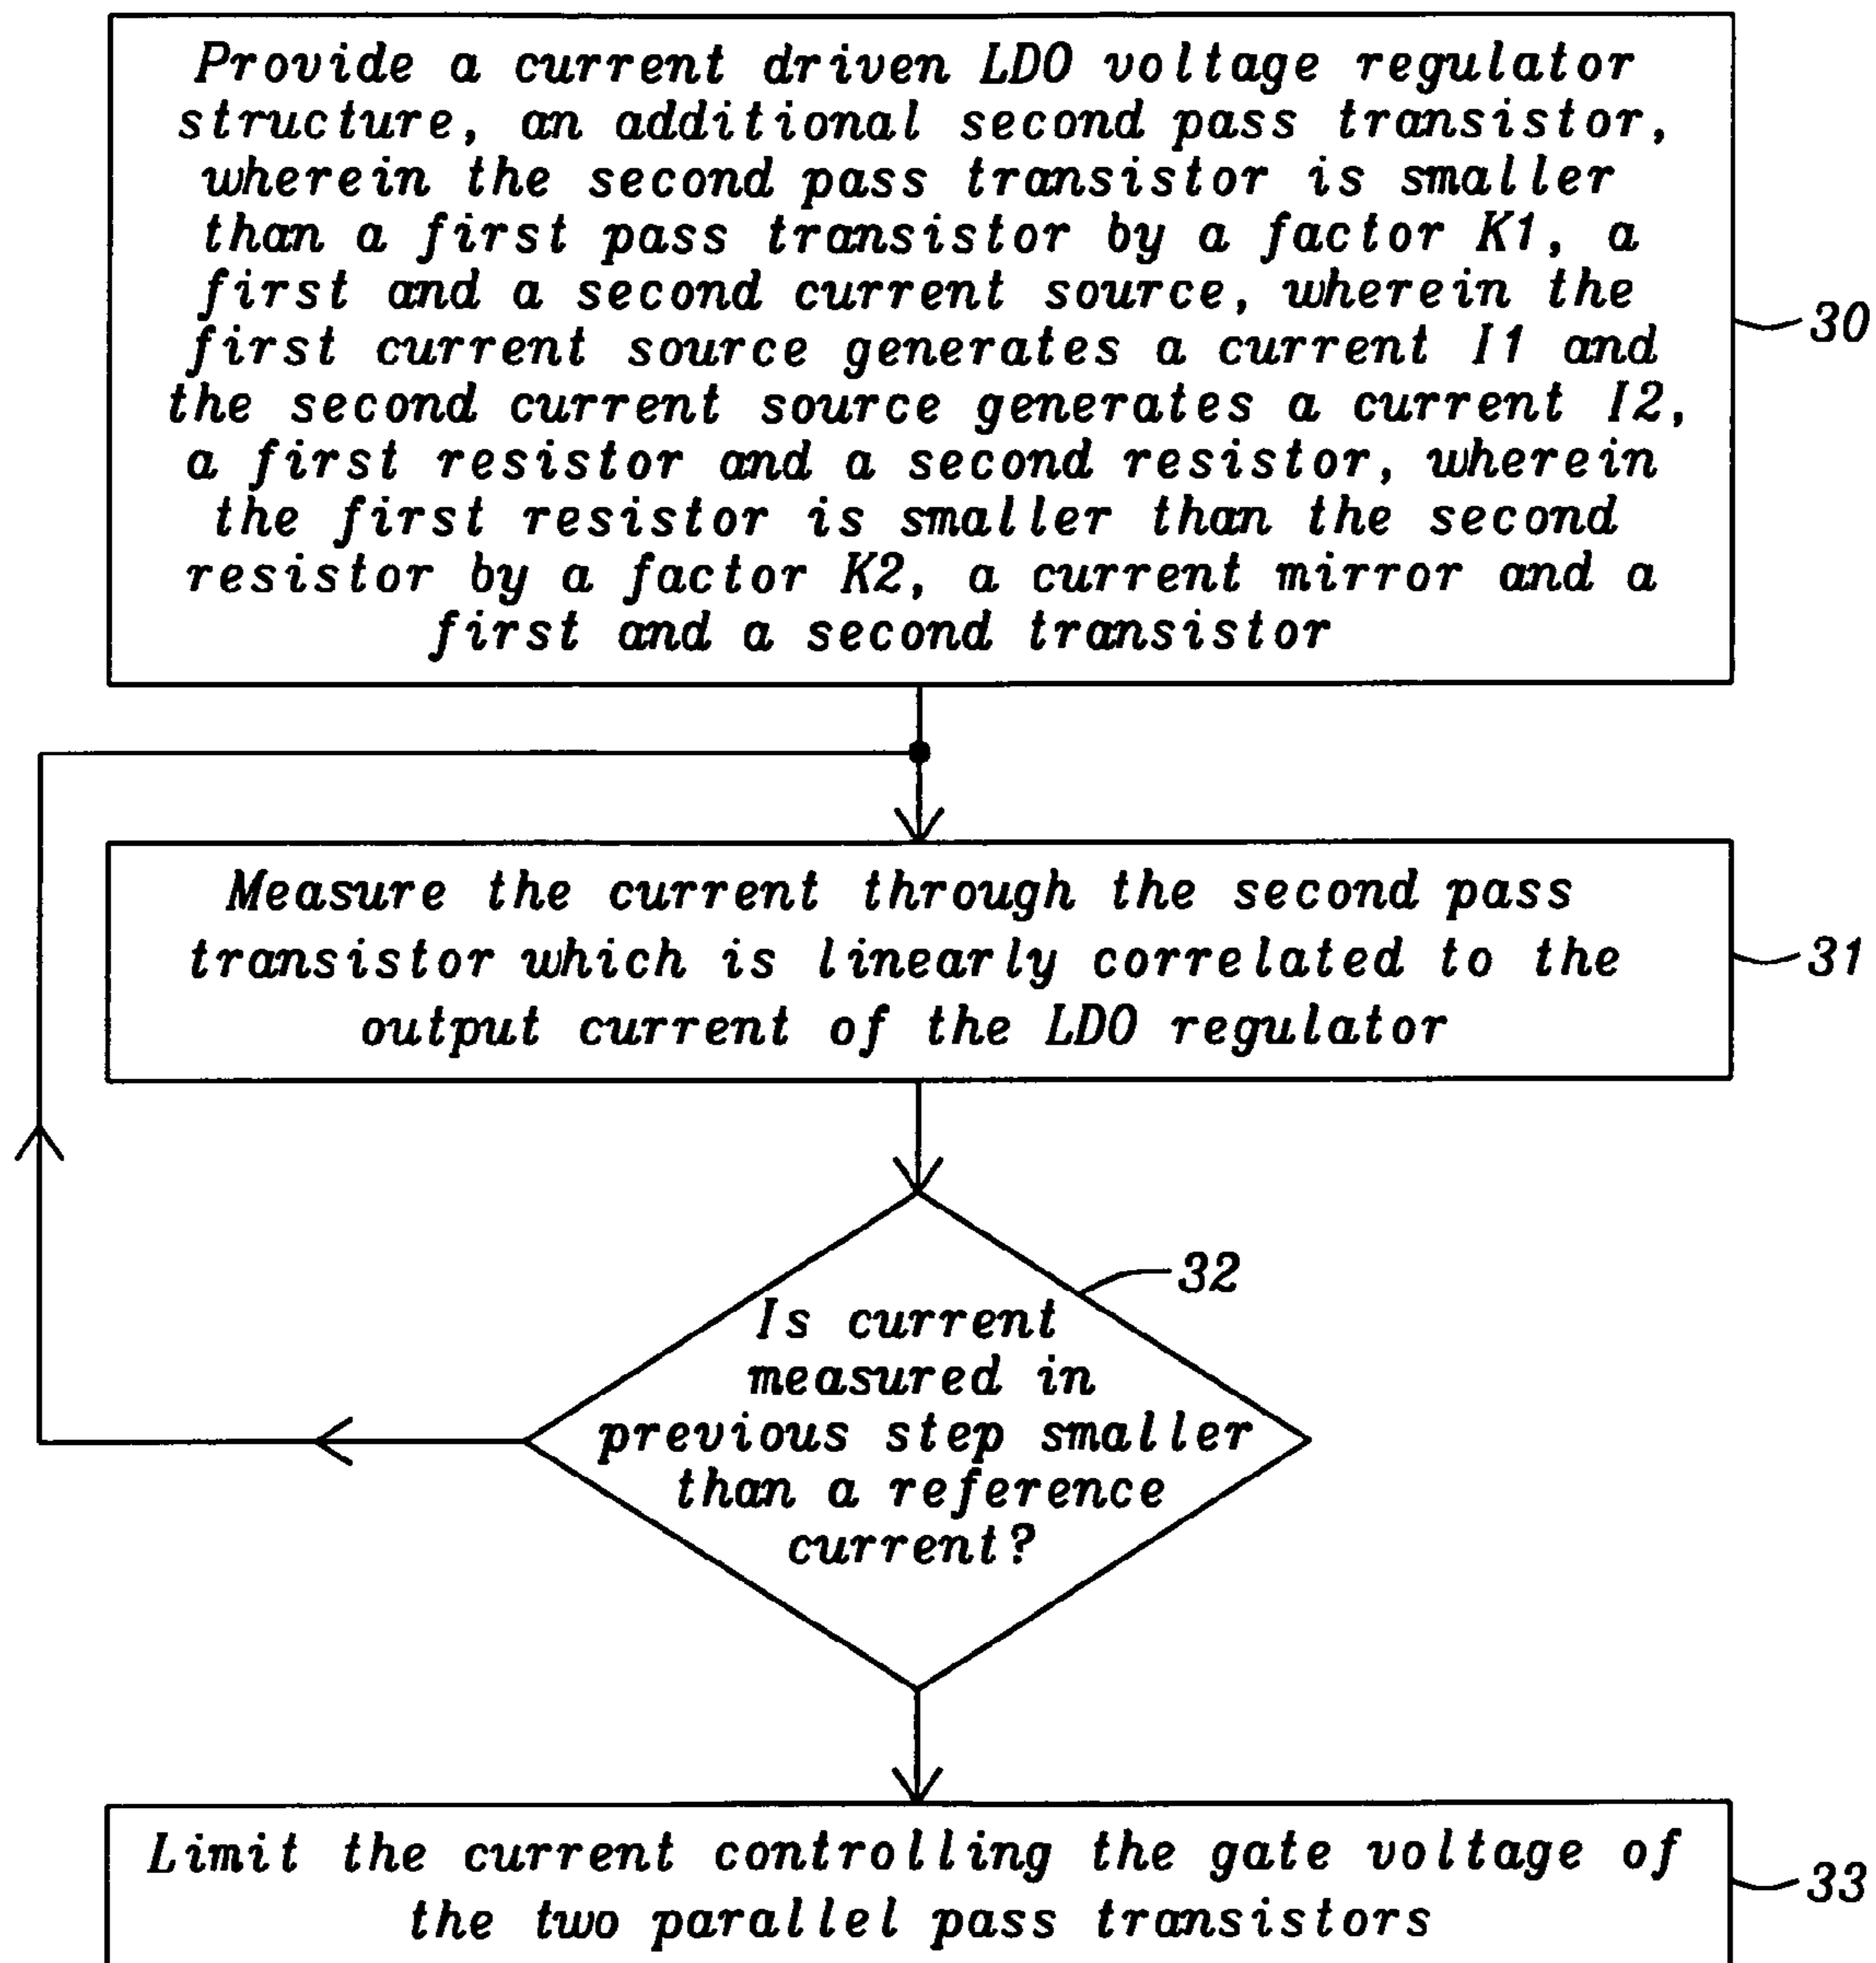 Provide a current driven LDO voltage regulator
structure, an additional second pass transistor,
wherein the second pass transistor is smaller
than a first pass transistor by a factor K1, a
first and a second current source, wherein the
first current source generates a current I1 and
the second current source generates a current I2,
a first resistor and a second resistor, wherein
the first resistor is smaller than the second
resistor by a factor K2, a current mirror and a
first and a second transistor
30
Measure the current through the second pass
transistor which is linearly correlated to the
output current of the LDO regulator
31
32
Is current
measured in
previous step smaller
than a reference
current?
Limit the current controlling the gate voltage of
the two parallel pass transistors
33